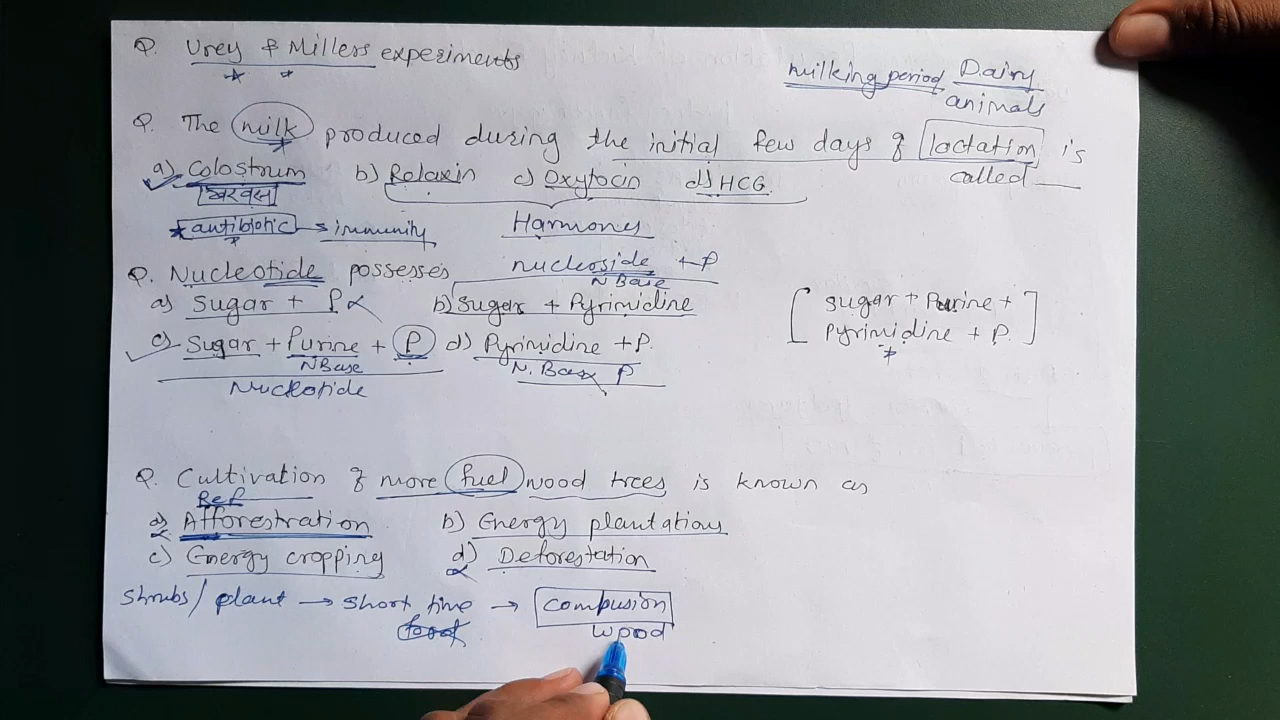 Q. Urey & Millers experiments
milking period Dairy
animals
Q. The milk produced during the initial few days of lactation is
called
a) Colostrum b) Relaxin c) Oxytocin d) HCG
खरवस
antibiotic → immunity Harmones
Q. Nucleotide possesses nucleoside + P
N Base
a) Sugar + P b) Sugar + Pyrimidine
c) Sugar + Purine + P d) Pyrimidine + P.
N Base N. Base P
Nucleotide
[ sugar + Purine +
Pyrimidine + P. ]
Q. Cultivation of more fuel wood trees is known as
Ref
a) Afforestration b) Energy plantations
c) Energy cropping d) Deforestation
Shrubs / plant → short time → combusion
wood